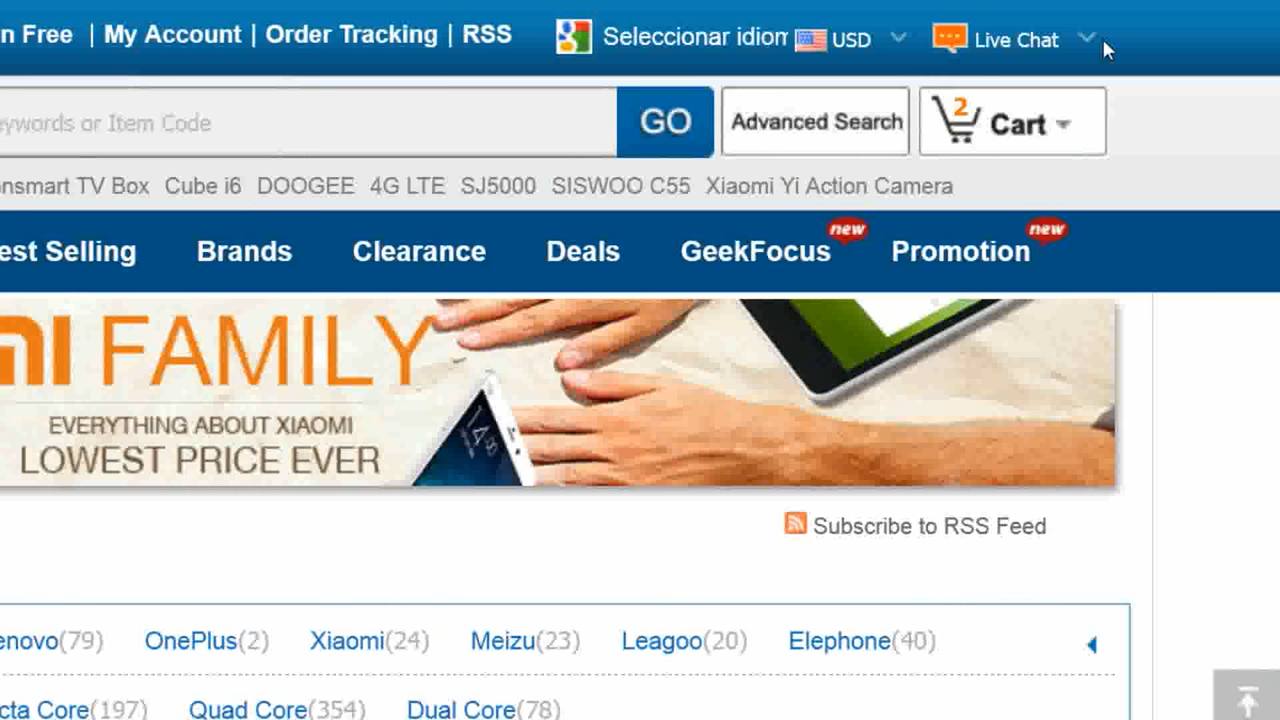 n Free | My Account | Order Tracking | RSS Seleccionar idiom USD Live Chat
eywords or Item Code GO Advanced Search 2 Cart
nsmart TV Box Cube i6 DOOGEE 4G LTE SJ5000 SISWOO C55 Xiaomi Yi Action Camera
new new
est Selling Brands Clearance Deals GeekFocus Promotion
mi FAMILY
EVERYTHING ABOUT XIAOMI
LOWEST PRICE EVER
Subscribe to RSS Feed
enovo(79) OnePlus(2) Xiaomi(24) Meizu(23) Leagoo(20) Elephone(40)
cta Core(197) Quad Core(354) Dual Core(78)